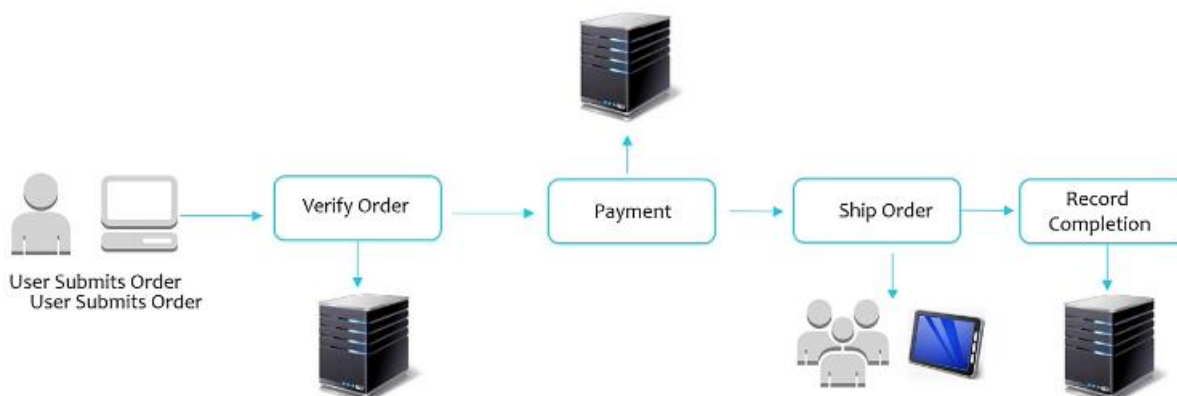 User Submits Order
User Submits Order
Verify Order
Payment
Ship Order
Record
Completion